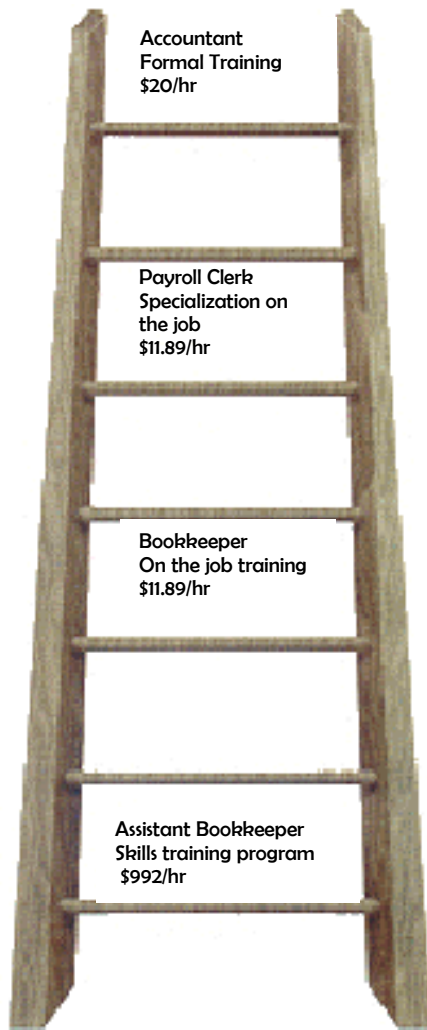 Accountant
Formal Training
$20/hr
Payroll Clerk
Specialization on
the job
$11.89/hr
Bookkeeper
On the job training
$11.89/hr
Assistant Bookkeeper
Skills training program
$992/hr